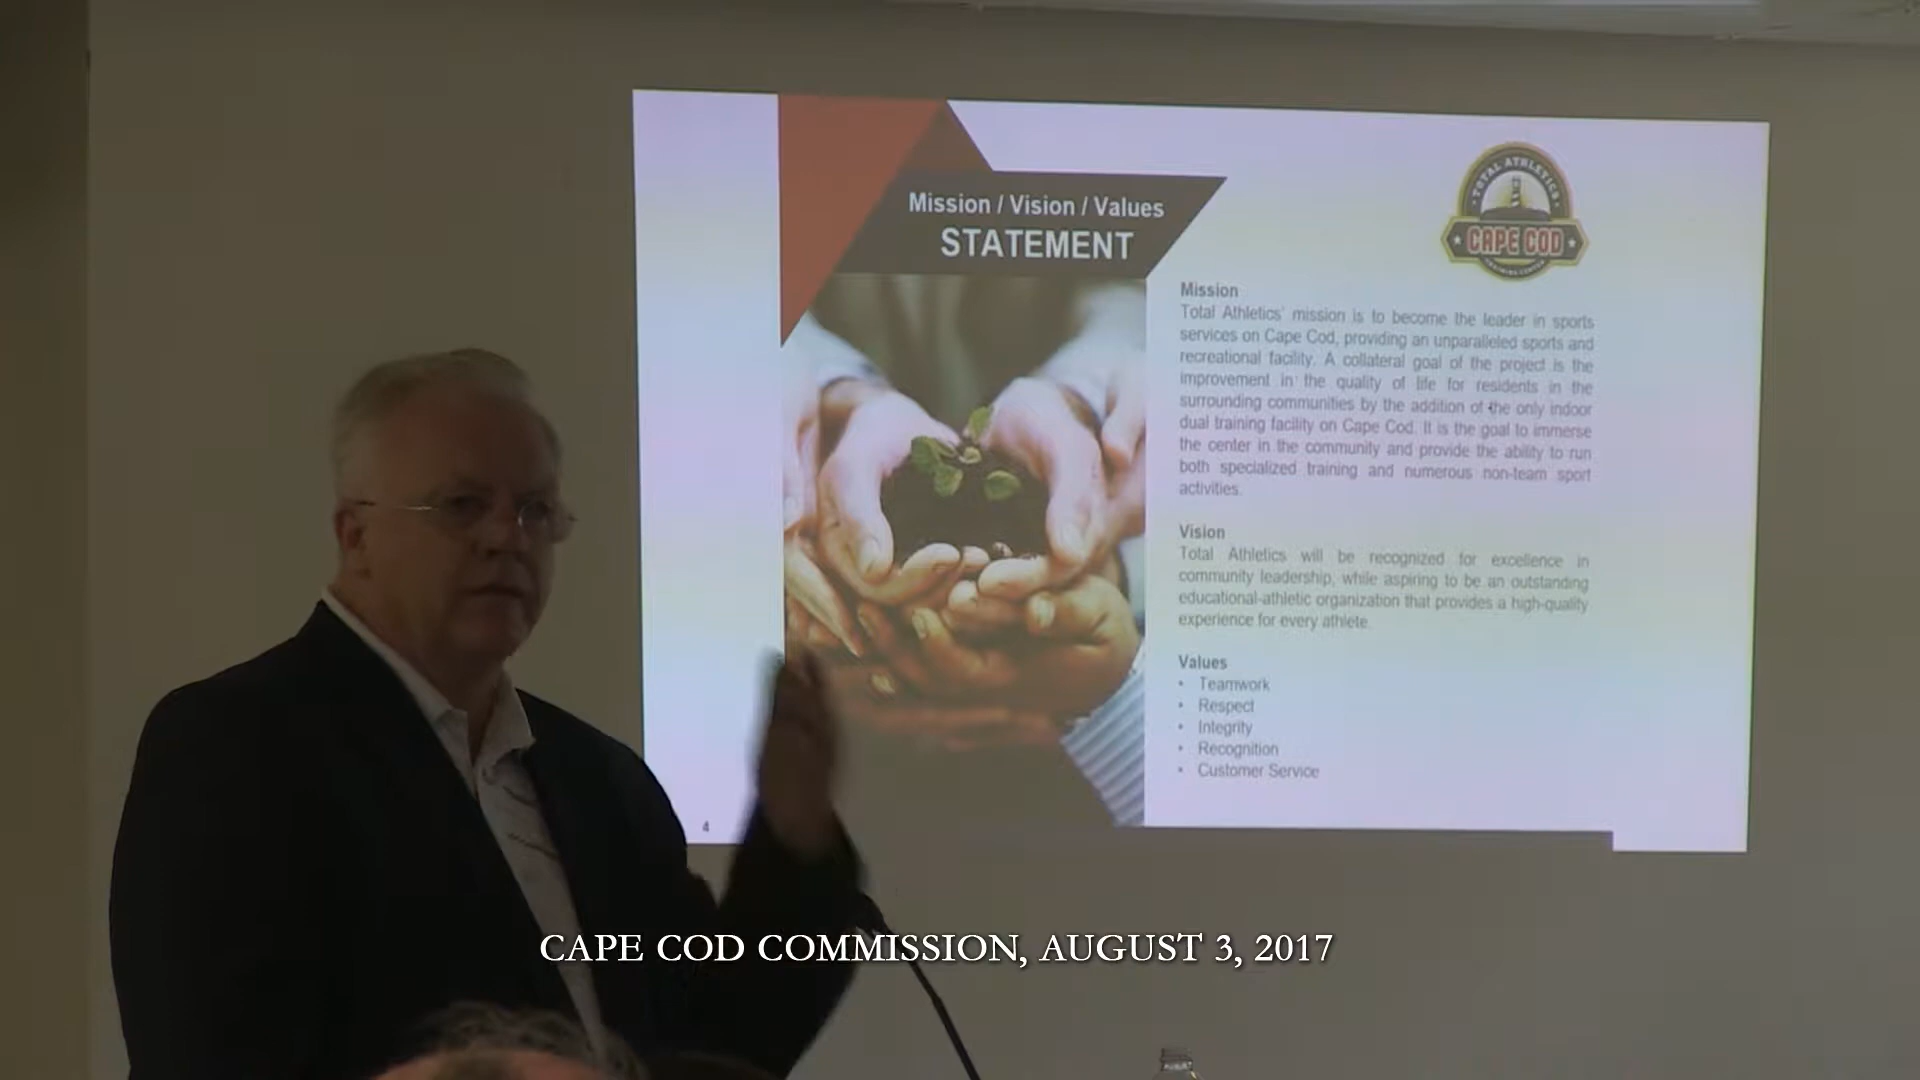 Mission / Vision / Values
STATEMENT
TOTAL ATHLETICS
CAPE COD
TRAINING CENTER
Mission
Total Athletics' mission is to become the leader in sports
services on Cape Cod, providing an unparalleled sports and
recreational facility. A collateral goal of the project is the
improvement in the quality of life for residents in the
surrounding communities by the addition of the only indoor
dual training facility on Cape Cod. It is the goal to immerse
the center in the community and provide the ability to run
both specialized training and numerous non-team sport
activities.
Vision
Total Athletics will be recognized for excellence in
community leadership, while aspiring to be an outstanding
educational-athletic organization that provides a high-quality
experience for every athlete.
Values
• Teamwork
• Respect
• Integrity
• Recognition
• Customer Service
4
CAPE COD COMMISSION, AUGUST 3, 2017